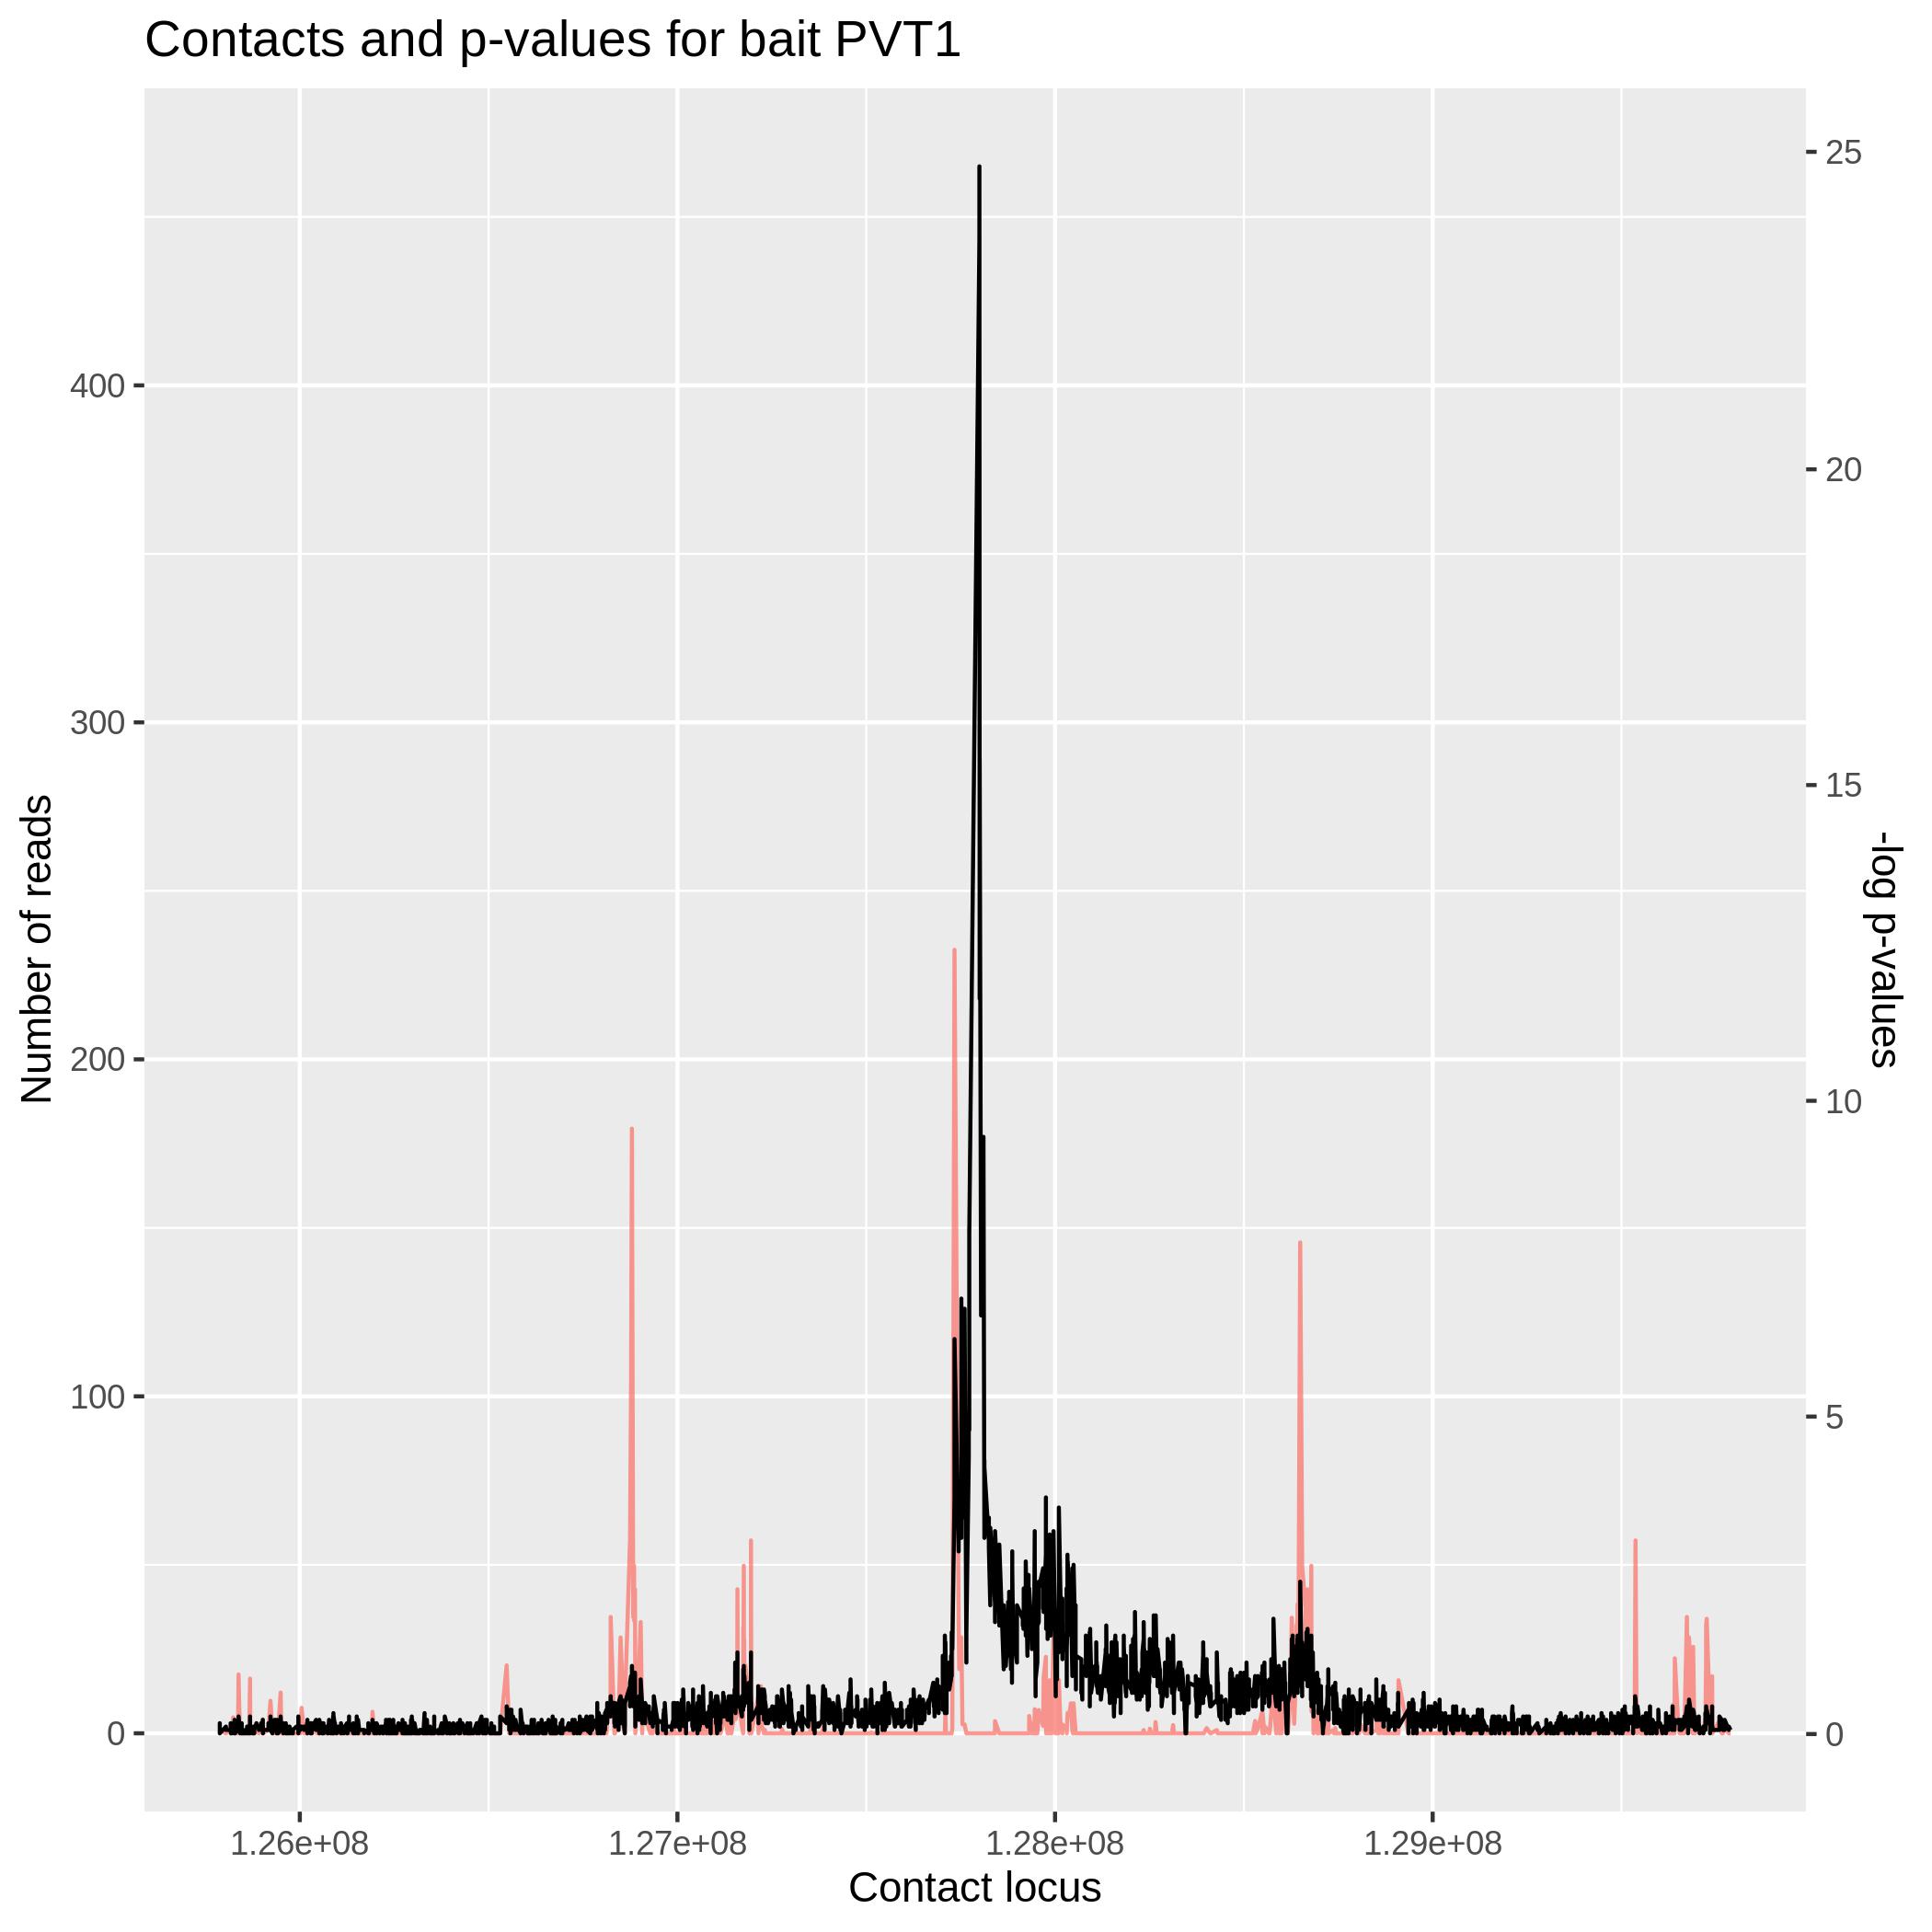 Contacts and p-values for bait PVT1
Number of reads
400
300
200
100
0
25
20
15
10
5
0
-log p-values
1.26e+08 1.27e+08 1.28e+08 1.29e+08
Contact locus